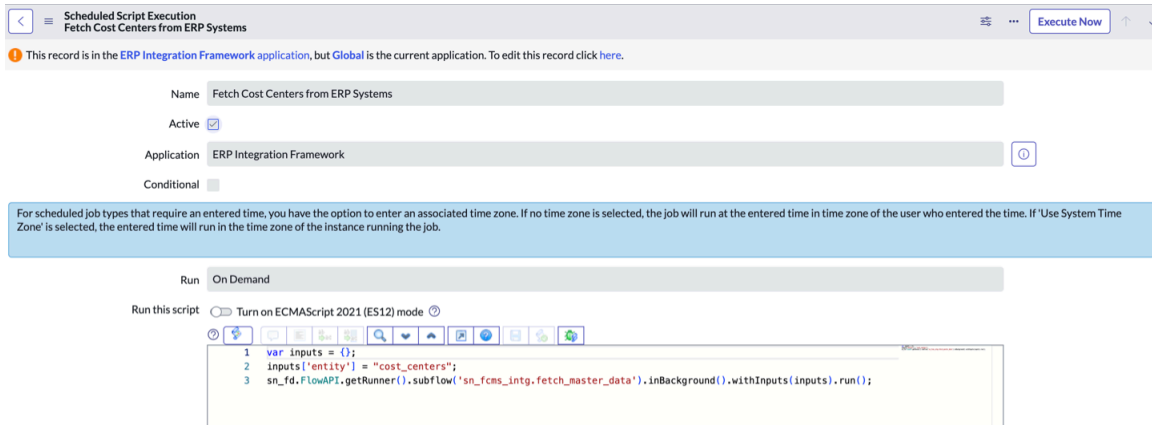 Scheduled Script Execution
Fetch Cost Centers from ERP Systems
Execute Now
This record is in the ERP Integration Framework application, but Global is the current application. To edit this record click here.
Name Fetch Cost Centers from ERP Systems
Active
Application ERP Integration Framework
Conditional
For scheduled job types that require an entered time, you have the option to enter an associated time zone. If no time zone is selected, the job will run at the entered time in time zone of the user who entered the time. If 'Use System Time
Zone' is selected, the entered time will run in the time zone of the instance running the job.
Run On Demand
Run this script Turn on ECMAScript 2021 (ES12) mode
1 var inputs = {};
2 inputs['entity'] = "cost_centers";
3 sn_fd.FlowAPI.getRunner().subflow('sn_fcms_intg.fetch_master_data').inBackground().withInputs(inputs).run();